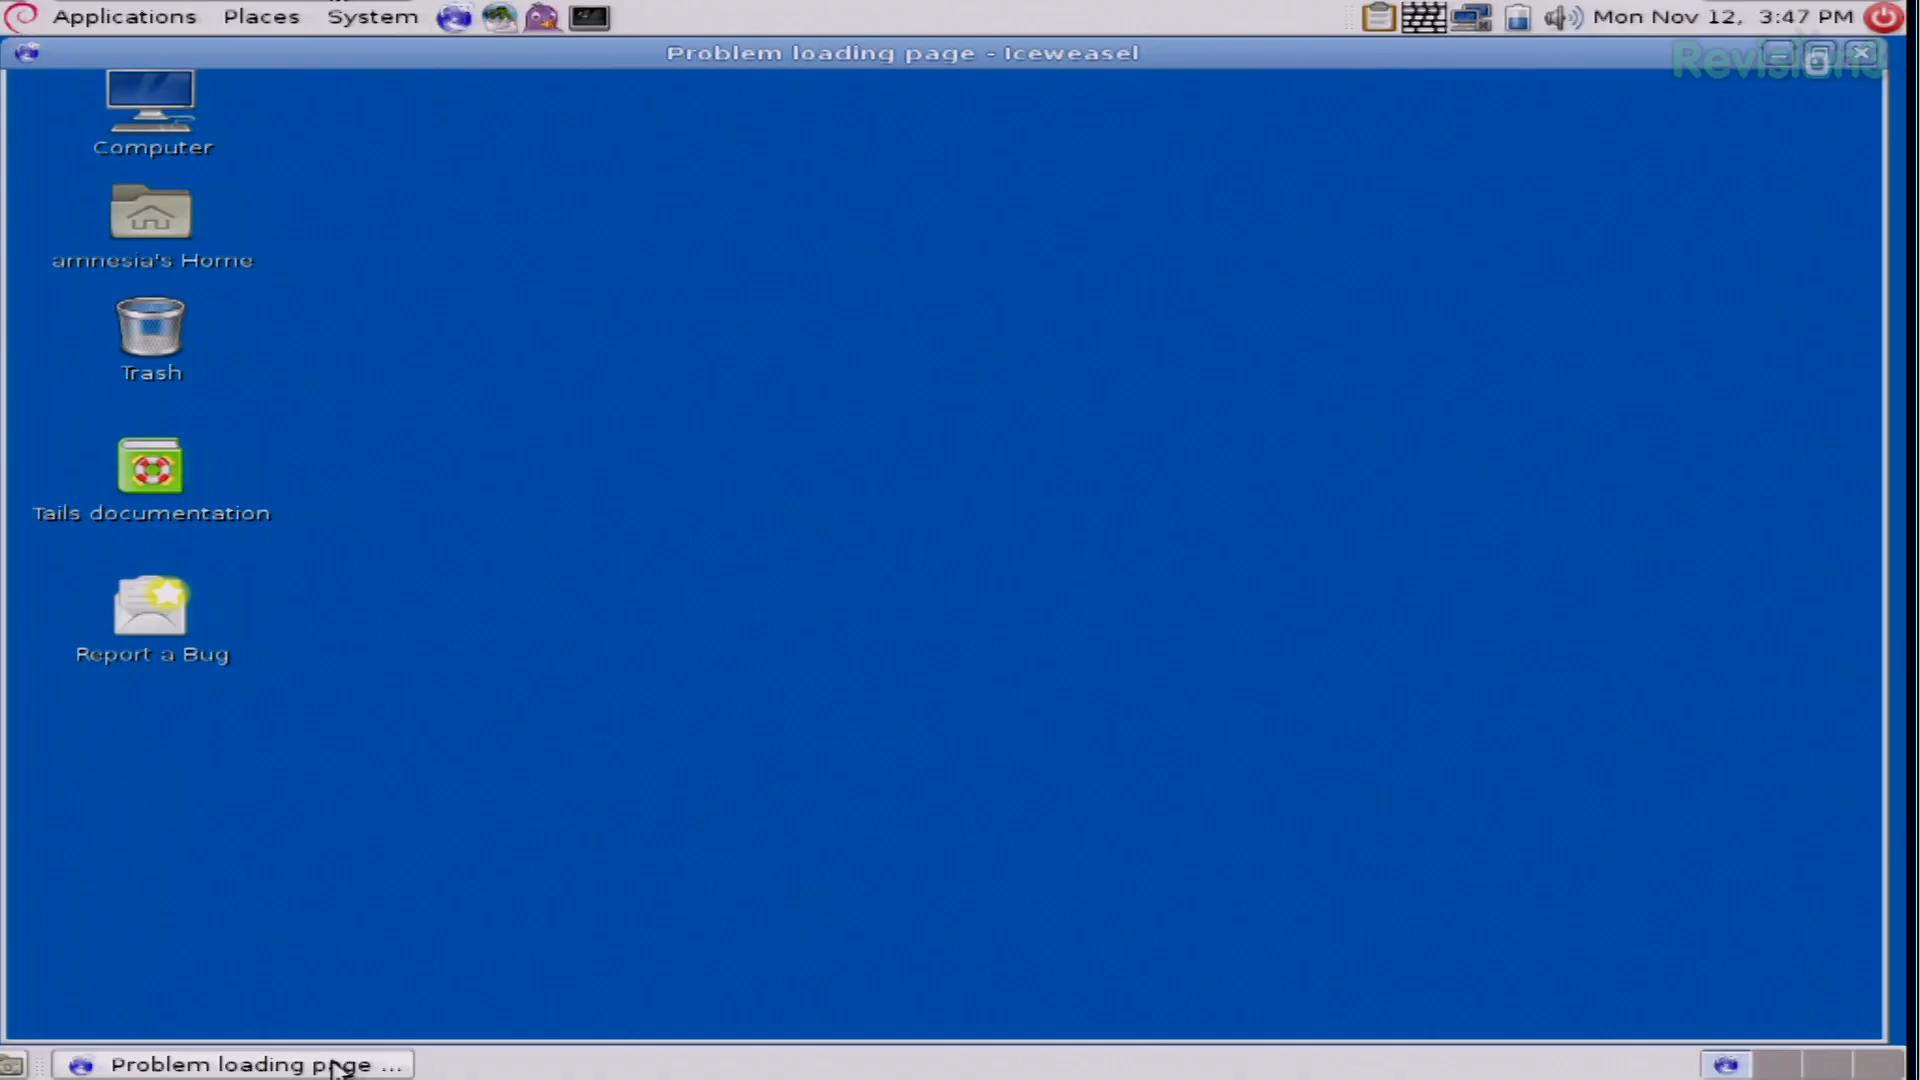 Applications Places System Mon Nov 12, 3:47 PM
Problem loading page - Iceweasel
Revision3
Computer
amnesia's Home
Trash
Tails documentation
Report a Bug
Problem loading page ...